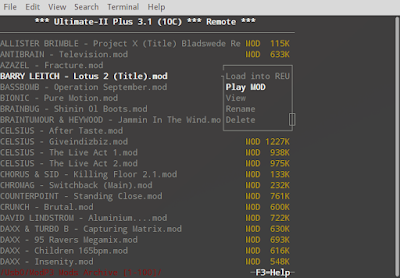 File Edit View Search Terminal Help
*** Ultimate-II Plus 3.1 (10C) *** Remote ***
ALLISTER BRIMBLE - Project X (Title) Bladswede Re MOD 115K
ANTIBRAIN - Television.mod MOD 633K
AZAZEL - Fracture.mod
BARRY LEITCH - Lotus 2 (Title).mod Load into REU
BASSBOMB - Operation September.mod Play MOD
BIONIC - Pure Motion.mod View
BRAINBUG - Shinin 01 Boots.mod Rename
BRAINTUMOUR & HEYWOOD - Jammin In The Wind.mo Delete
CELSIUS - After Taste.mod
CELSIUS - Giveindizbiz.mod MOD 1227K
CELSIUS - The Live Act 1.mod MOD 938K
CELSIUS - The Live Act 2.mod MOD 975K
CHORUS & SID - Killing Floor 2.1.mod MOD 133K
CHROMAG - Switchback (Main).mod MOD 232K
COUNTERPOINT - Standing Close.mod MOD 761K
CRUNCH - Brutal.mod MOD 600K
DAVID LINDSTROM - Aluminium....mod MOD 722K
DAXX & TURBO B - Capturing Matrix.mod MOD 630K
DAXX - 95 Ravers Megamix.mod MOD 693K
DAXX - Children 165bpm.mod MOD 616K
DAXX - Insenity.mod MOD 548K
F3=Help